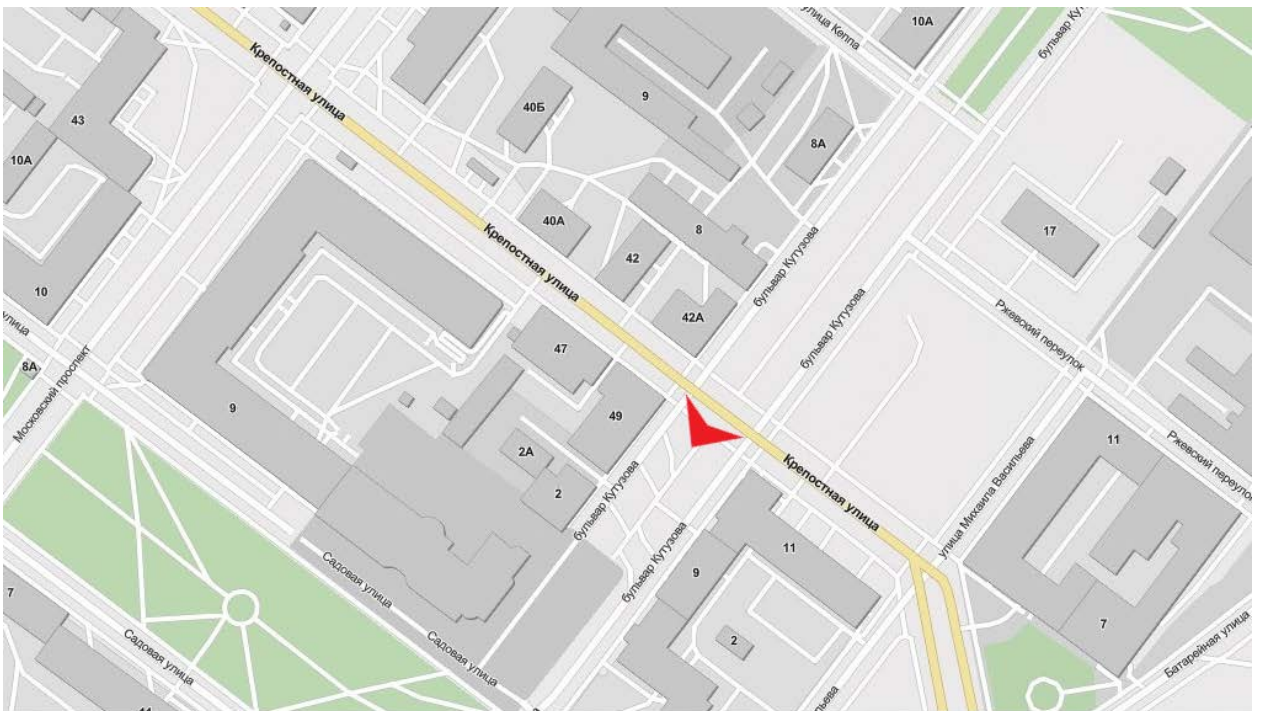 улица Кеппа
10А
бульвар Ку
Крепостная улица
43
40Б
9
8А
10А
17
40А
8
Крепостная улица
42
бульвар Кутузова
10
42А
бульвар Кутузова
Ржевский переулок
улица
47
8А
Московский проспект
9
49
11
2А
2
Крепостная улица
улица Михаила Васильева
Ржевский переулок
бульвар Кутузова
бульвар Кутузова
11
9
Садовая улица
7
2
7
Садовая улица
Садовая улица
Батарейная улица
льева